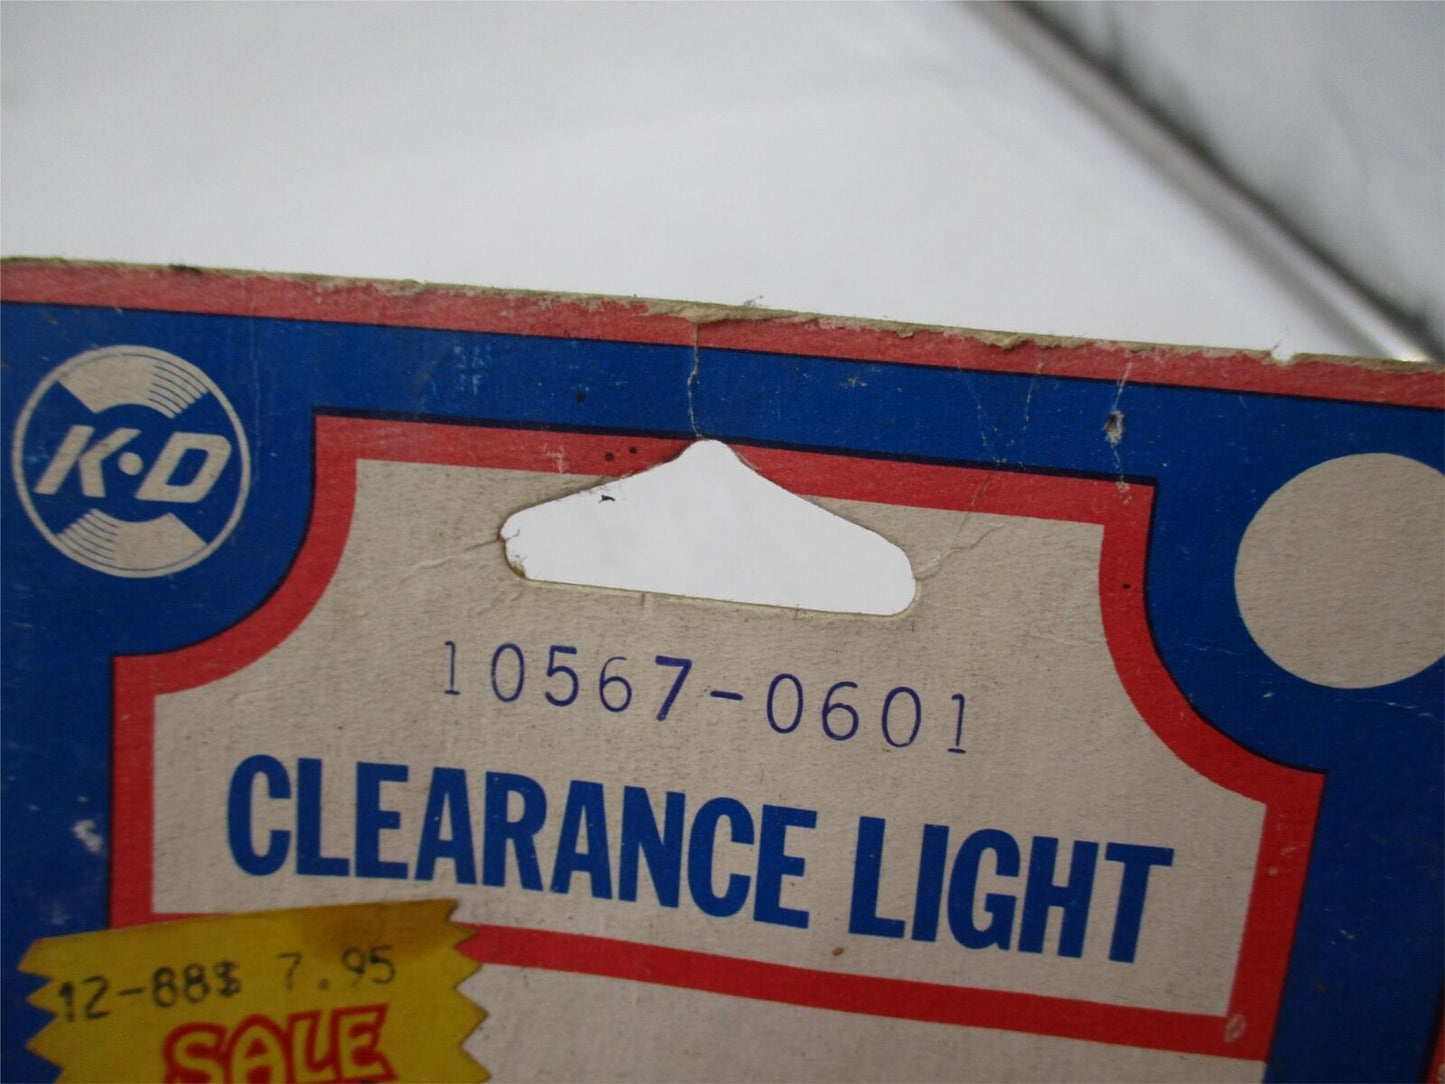 K·D
10567-0601
CLEARANCE LIGHT
12-88$ 7.95
SALE